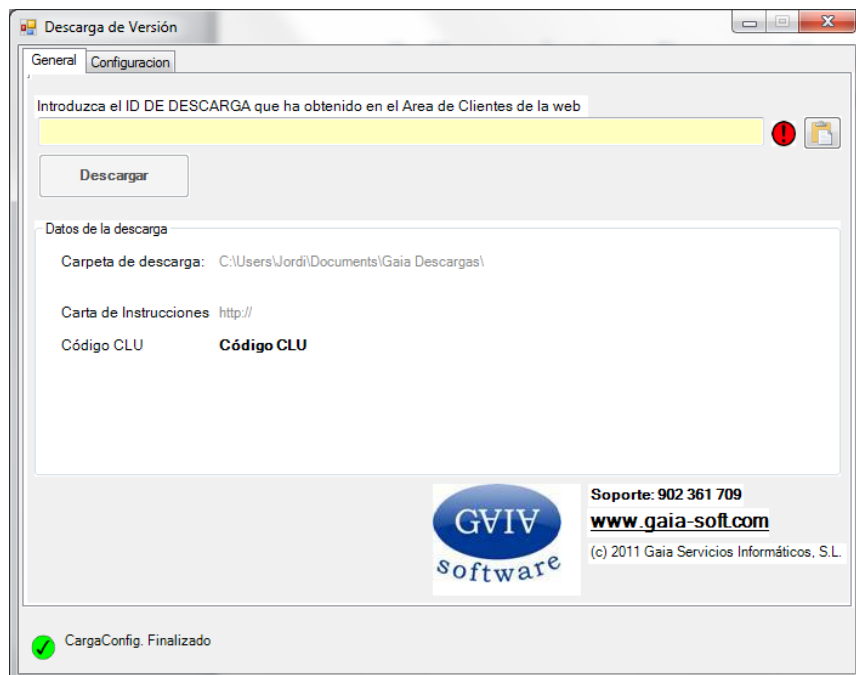 Descarga de Versión
General Configuracion
Introduzca el ID DE DESCARGA que ha obtenido en el Area de Clientes de la web
Descargar
Datos de la descarga
Carpeta de descarga: C:\Users\Jordi\Documents\Gaia Descargas\
Carta de Instrucciones http://
Código CLU Código CLU
GAIA
software
Soporte: 902 361 709
www.gaia-soft.com
(c) 2011 Gaia Servicios Informáticos, S.L.
CargaConfig. Finalizado